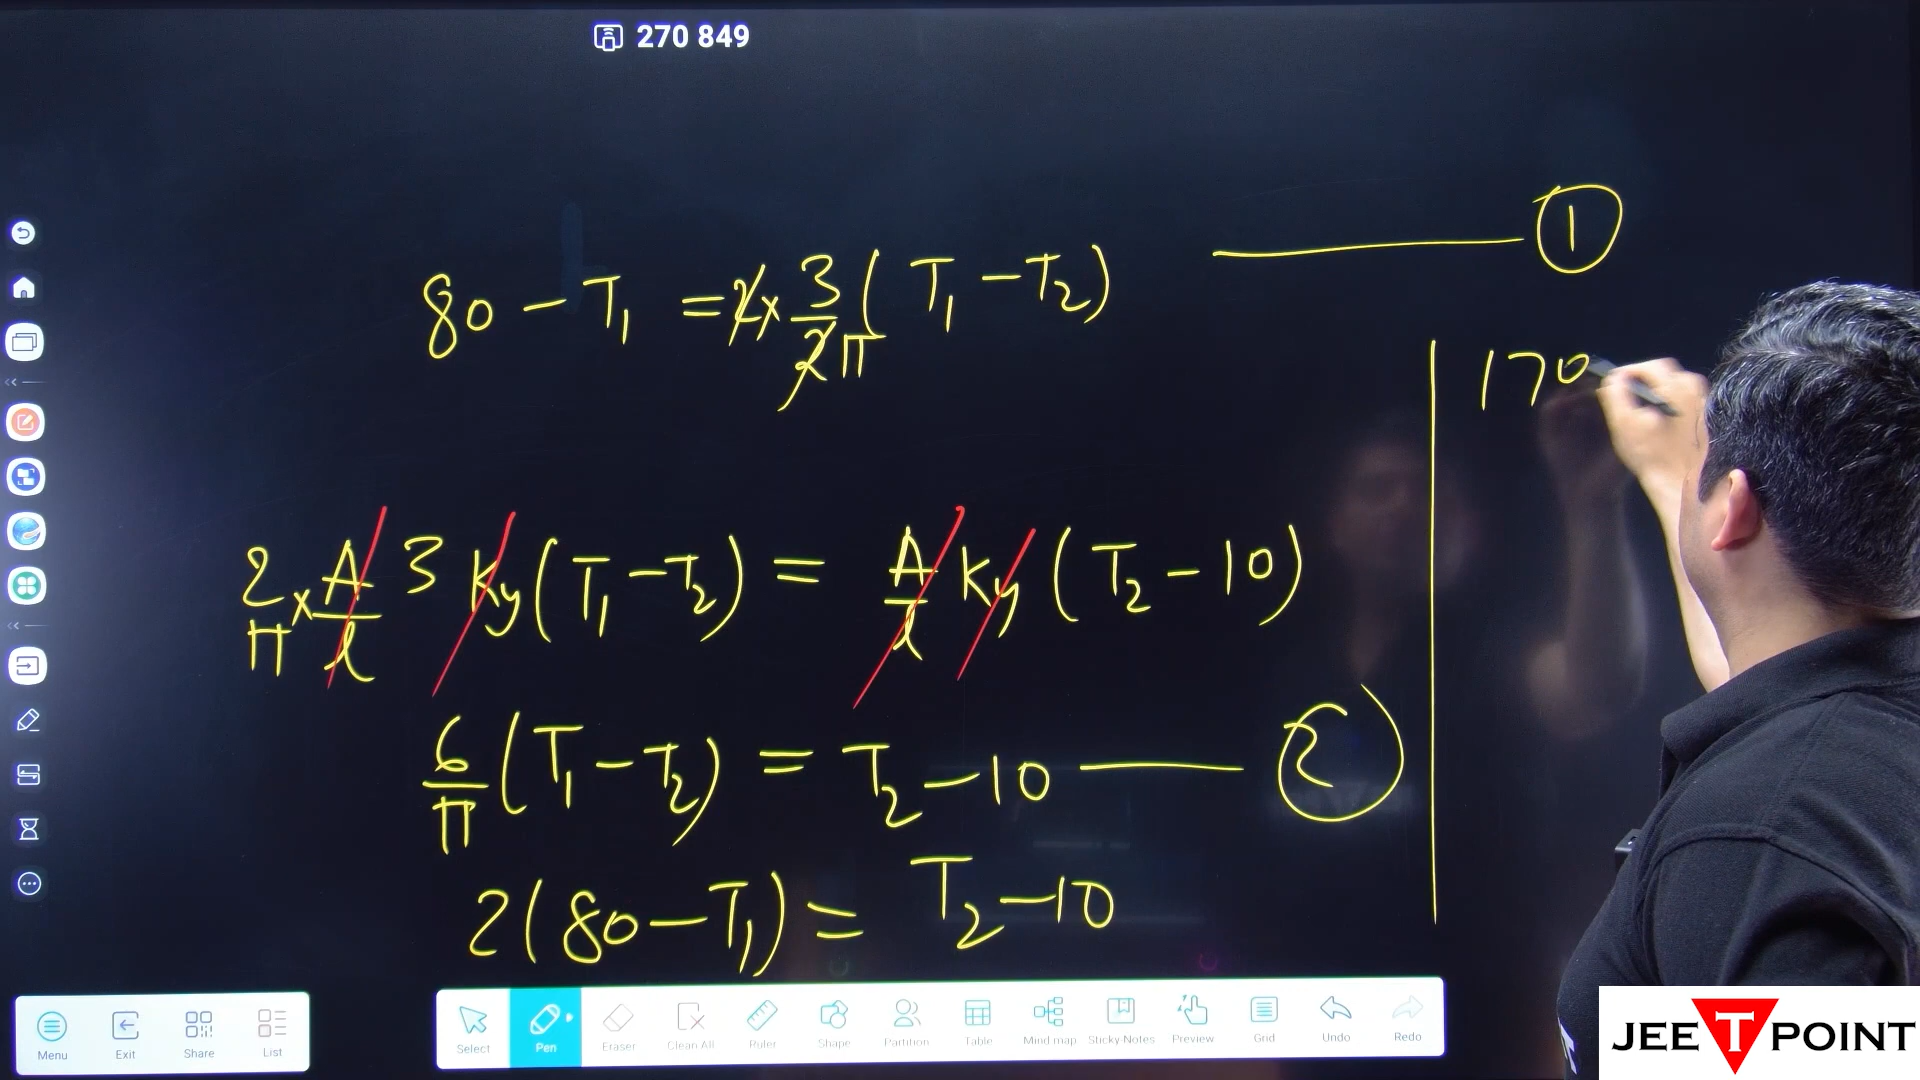 270 849
80 - T₁ = 2 x 3/2π (T₁ - T₂) ——— 1
170
2/π x A/l 3 Ky (T₁ - T₂) = A/l Ky (T₂ - 10)
6/π (T₁ - T₂) = T₂ - 10 ——— 2
2(80 - T₁) = T₂ - 10
Menu Exit Share List
Select Pen Eraser Clean All Ruler Shape Partition Table Mind map Sticky-Notes Preview Grid Undo Redo
JEE T POINT